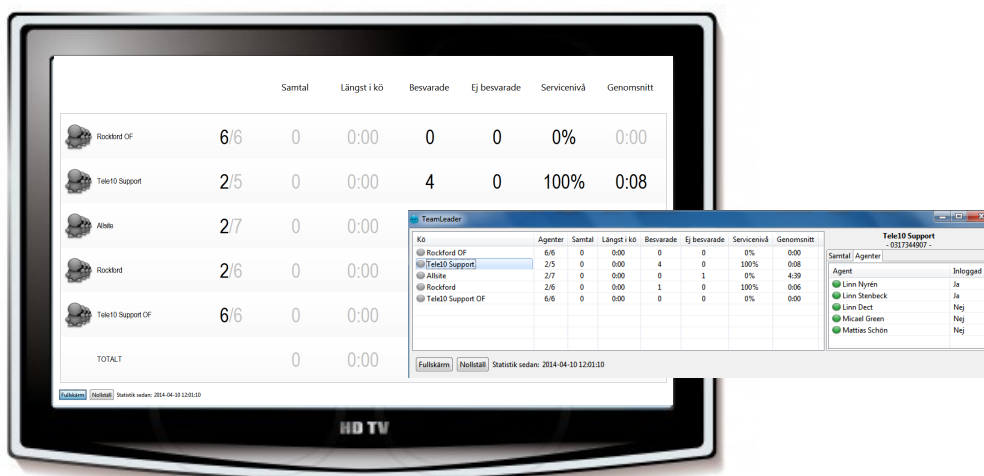 Samtal Längst i kö Besvarade Ej besvarade Servicenivå Genomsnitt
Rockford OF 6/6 0 0:00 0 0 0% 0:00
Tele10 Support 2/5 0 0:00 4 0 100% 0:08
Allsite 2/7 0 0:00
Rockford 2/6 0 0:00
Tele10 Support OF 6/6 0 0:00
TOTALT 0 0:00
Fullskärm Nollställ Statistik sedan: 2014-04-10 12:01:10
HD TV
TeamLeader
Kö Agenter Samtal Längst i kö Besvarade Ej besvarade Servicenivå Genomsnitt
Rockford OF 6/6 0 0:00 0 0 0% 0:00
Tele10 Support 2/5 0 0:00 4 0 100% 0:08
Allsite 2/7 0 0:00 0 1 0% 4:39
Rockford 2/6 0 0:00 1 0 100% 0:06
Tele10 Support OF 6/6 0 0:00 0 0 0% 0:00
Fullskärm Nollställ Statistik sedan: 2014-04-10 12:01:10
Tele10 Support
- 0317344907 -
Samtal Agenter
Agent Inloggad
Linn Nyrén Ja
Linn Stenbeck Ja
Linn Dect Nej
Micael Green Nej
Mattias Schön Nej